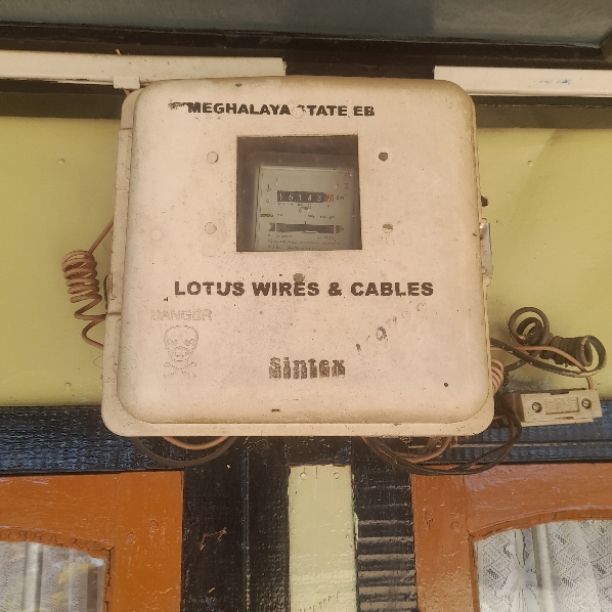 MEGHALAYA STATE EB
LOTUS WIRES & CABLES
DANGER
Sintex